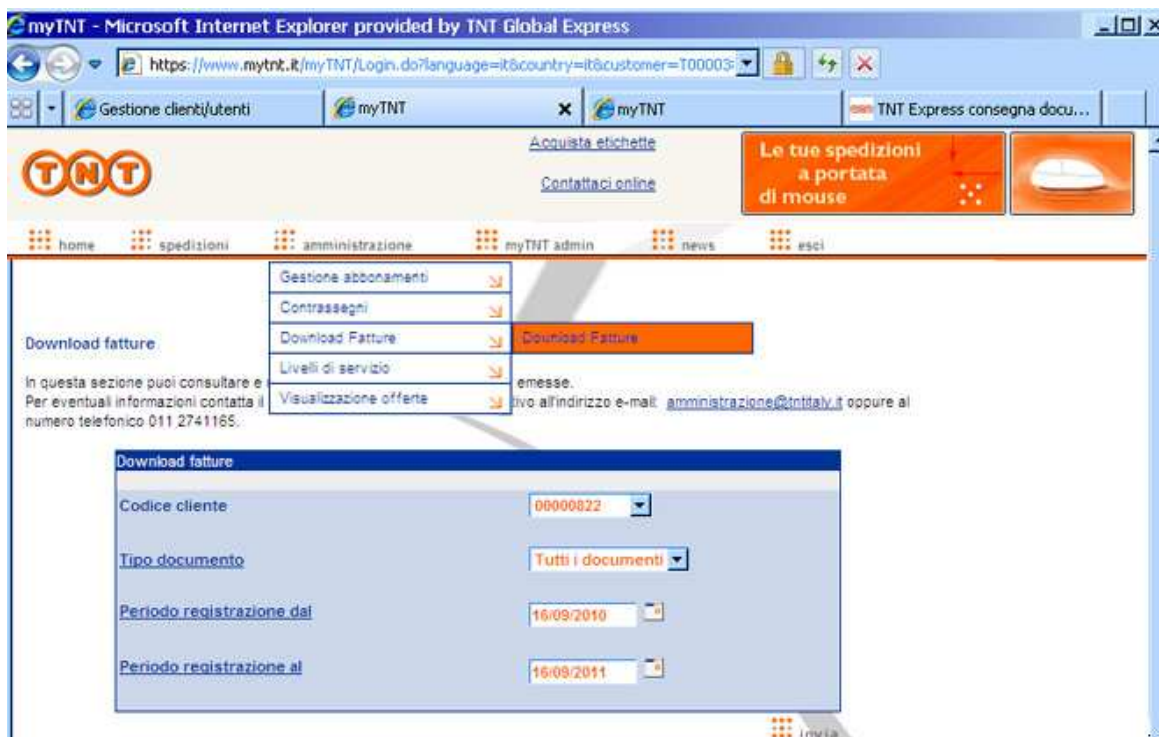 myTNT - Microsoft Internet Explorer provided by TNT Global Express
https://www.mytnt.it/myTNT/Login.do?language=it&country=it&customer=T00003
Gestione clienti/utenti
myTNT
myTNT
TNT Express consegna docu...
TNT
Acquista etichette
Contattaci online
Le tue spedizioni
a portata
di mouse
home
spedizioni
amministrazione
myTNT admin
news
esci
Gestione abbonamenti
Contrassegni
Download Fatture
Download Fatture
Livelli di servizio
Visualizzazione offerte
Download fatture
In questa sezione puoi consultare e
emesse.
Per eventuali informazioni contatta il
tivo all'indirizzo e-mail: amministrazione@tntitaly.it oppure al
numero telefonico 011 2741165.
Download fatture
Codice cliente
00000822
Tipo documento
Tutti i documenti
Periodo registrazione dal
16/09/2010
Periodo registrazione al
16/09/2011
invia